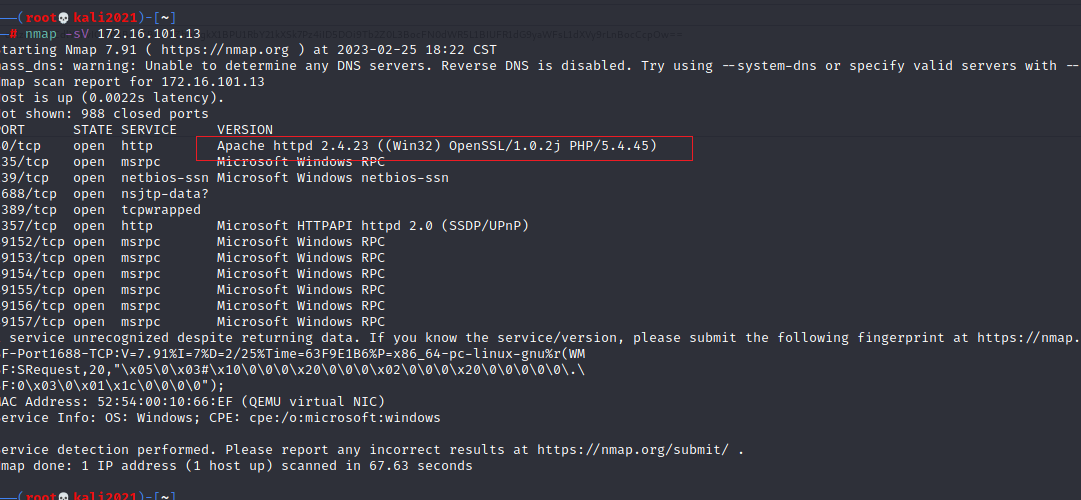 ──(root💀kali2021)-[~]
─# nmap -sV 172.16.101.13
tarting Nmap 7.91 ( https://nmap.org ) at 2023-02-25 18:22 CST
ass_dns: warning: Unable to determine any DNS servers. Reverse DNS is disabled. Try using --system-dns or specify valid servers with --
map scan report for 172.16.101.13
ost is up (0.0022s latency).
ot shown: 988 closed ports
ORT      STATE SERVICE     VERSION
0/tcp    open  http        Apache httpd 2.4.23 ((Win32) OpenSSL/1.0.2j PHP/5.4.45)
35/tcp   open  msrpc       Microsoft Windows RPC
39/tcp   open  netbios-ssn Microsoft Windows netbios-ssn
688/tcp  open  nsjtp-data?
389/tcp  open  tcpwrapped
357/tcp  open  http        Microsoft HTTPAPI httpd 2.0 (SSDP/UPnP)
9152/tcp open  msrpc       Microsoft Windows RPC
9153/tcp open  msrpc       Microsoft Windows RPC
9154/tcp open  msrpc       Microsoft Windows RPC
9155/tcp open  msrpc       Microsoft Windows RPC
9156/tcp open  msrpc       Microsoft Windows RPC
9157/tcp open  msrpc       Microsoft Windows RPC
 service unrecognized despite returning data. If you know the service/version, please submit the following fingerprint at https://nmap.
F-Port1688-TCP:V=7.91%I=7%D=2/25%Time=63F9E1B6%P=x86_64-pc-linux-gnu%r(WM
F:SRequest,20,"\x05\0\x03#\x10\0\0\0\x20\0\0\0\x02\0\0\0\x20\0\0\0\0\0\.\
F:0\x03\0\x01\x1c\0\0\0\0");
AC Address: 52:54:00:10:66:EF (QEMU virtual NIC)
ervice Info: OS: Windows; CPE: cpe:/o:microsoft:windows
ervice detection performed. Please report any incorrect results at https://nmap.org/submit/ .
map done: 1 IP address (1 host up) scanned in 67.63 seconds
──(root💀kali2021)-[~]